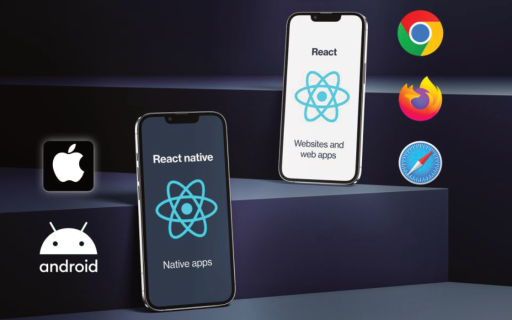 React
Websites and
web apps
React native
Native apps
android